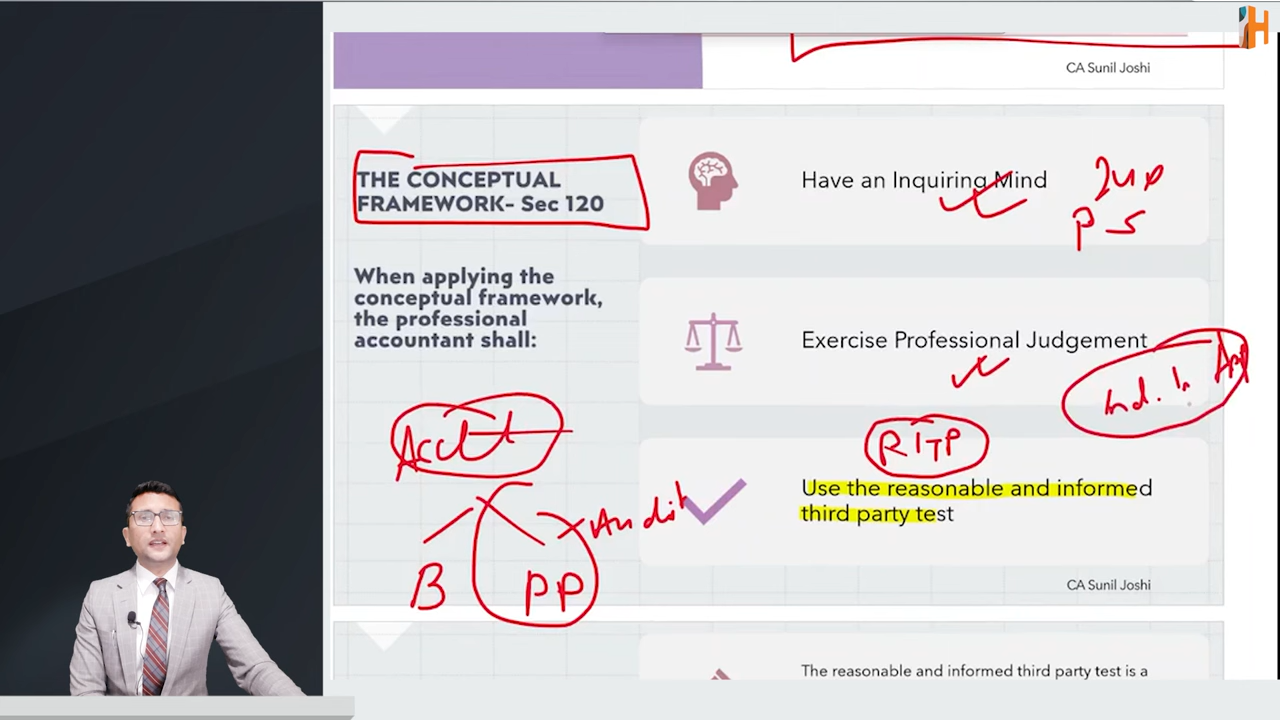 H
CA Sunil Joshi
THE CONCEPTUAL
FRAMEWORK- Sec 120
When applying the
conceptual framework,
the professional
accountant shall:
Have an Inquiring Mind
PS
Exercise Professional Judgement
RITP
Use the reasonable and informed
third party test
Audit
B
PP
CA Sunil Joshi
The reasonable and informed third party test is a